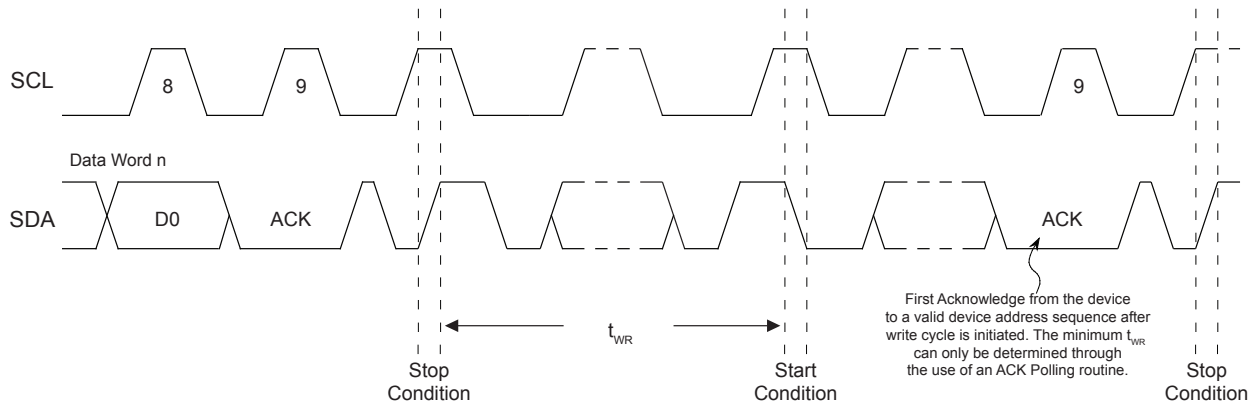 SCL
8
9
9
Data Word n
SDA
D0
ACK
ACK
First Acknowledge from the device
to a valid device address sequence after
write cycle is initiated. The minimum tWR
can only be determined through
the use of an ACK Polling routine.
tWR
Stop
Condition
Start
Condition
Stop
Condition